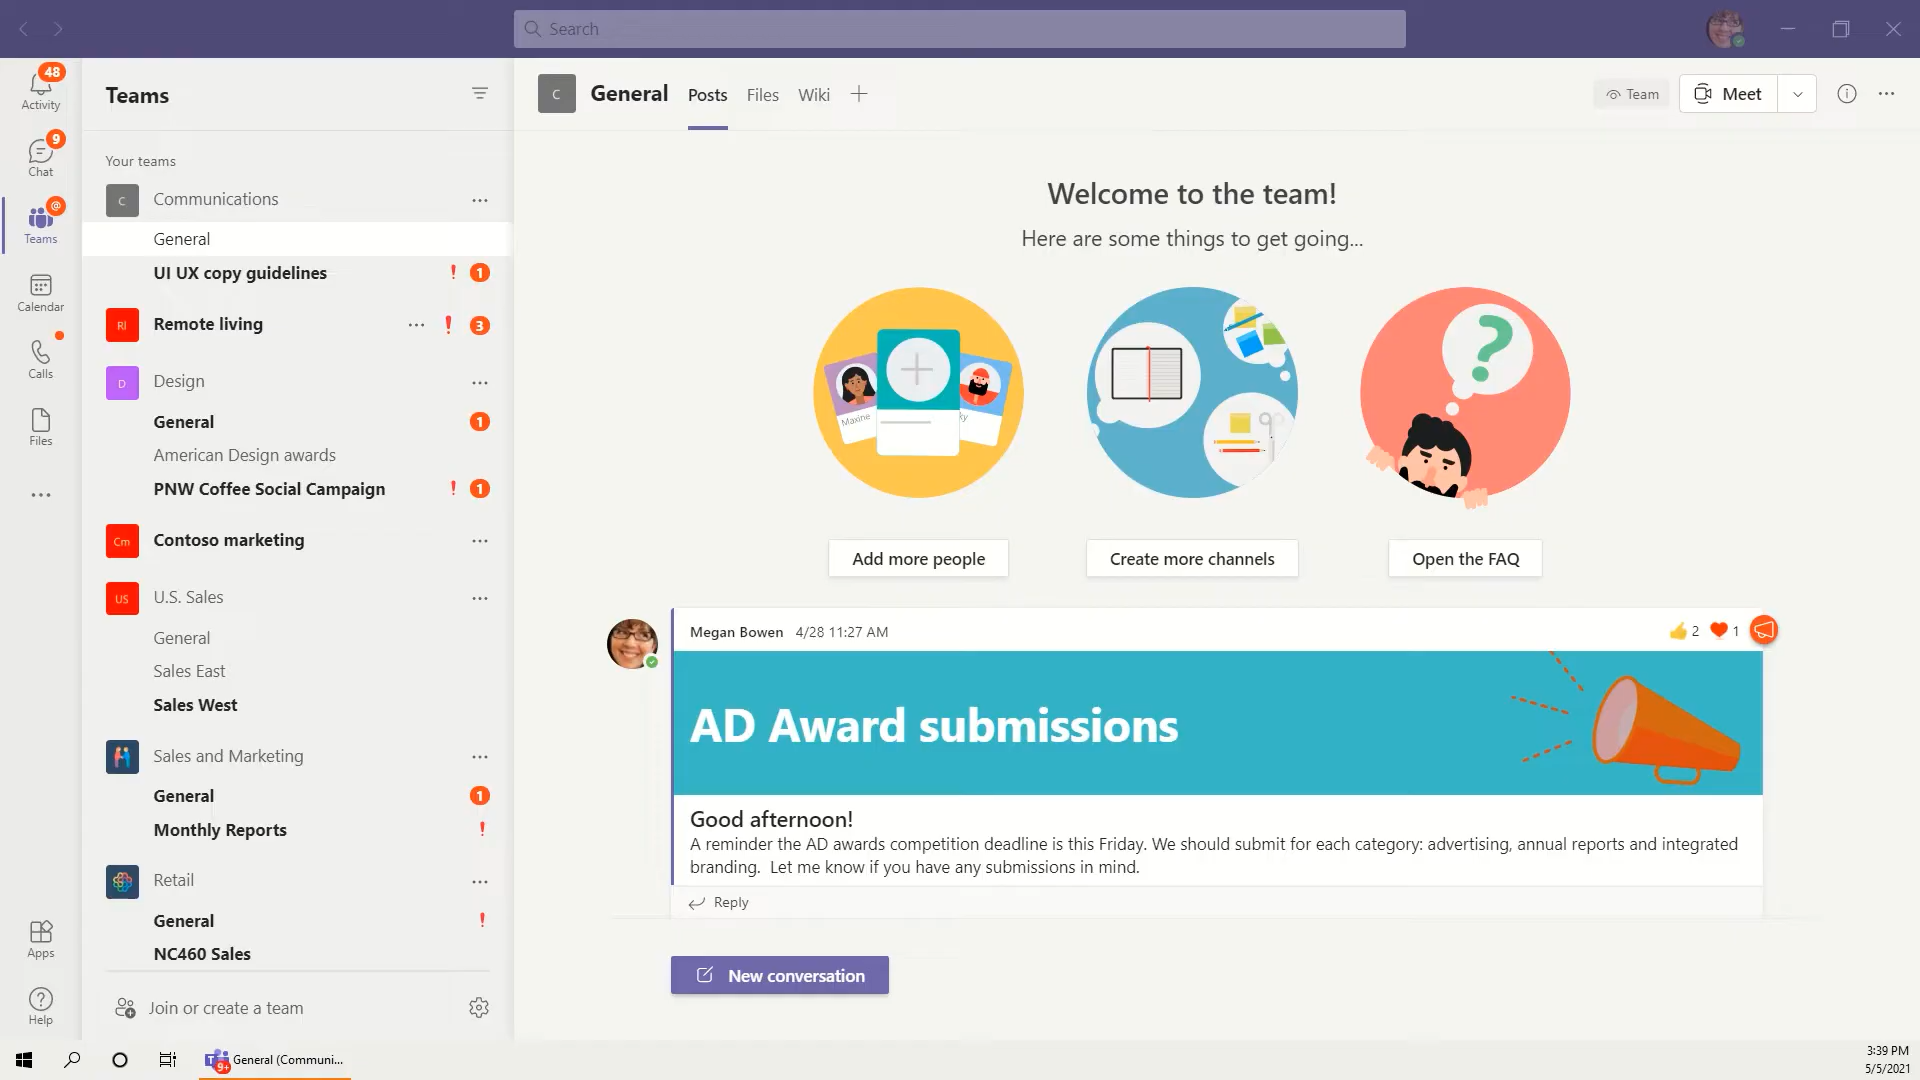 Search
48
Activity
9
Chat
@
Teams
Calendar
Calls
Files
Apps
Help
Teams
Your teams
C
Communications
General
UI UX copy guidelines
! 1
Rl
Remote living
! 3
D
Design
General
1
American Design awards
PNW Coffee Social Campaign
! 1
Cm
Contoso marketing
US
U.S. Sales
General
Sales East
Sales West
Sales and Marketing
General
1
Monthly Reports
!
Retail
General
!
NC460 Sales
Join or create a team
C
General
Posts
Files
Wiki
Team
Meet
Welcome to the team!
Here are some things to get going...
Maxine
ky
?
Add more people
Create more channels
Open the FAQ
Megan Bowen 4/28 11:27 AM
2
1
AD Award submissions
Good afternoon!
A reminder the AD awards competition deadline is this Friday. We should submit for each category: advertising, annual reports and integrated
branding.  Let me know if you have any submissions in mind.
Reply
New conversation
T
9+
General (Communi...
3:39 PM
5/5/2021